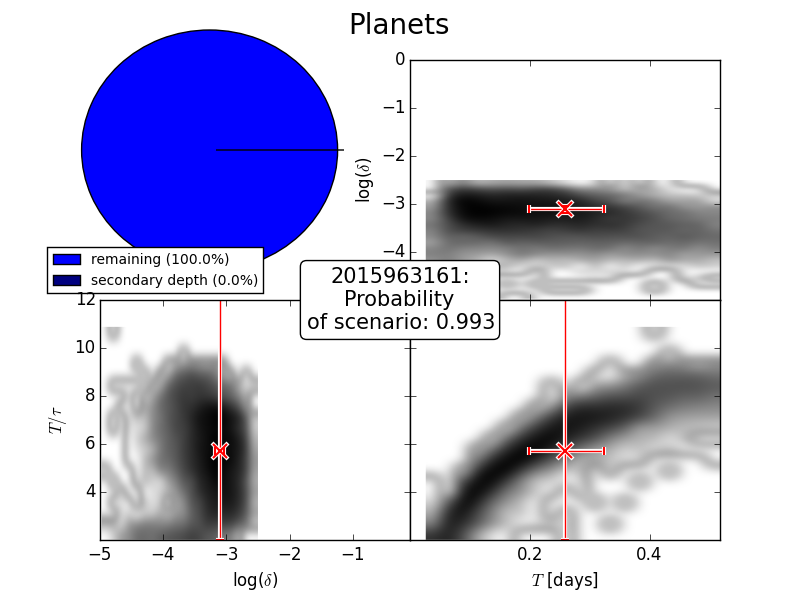 Planets
remaining (100.0%)
secondary depth (0.0%)
0
−1
−2
−3
−4
log(δ)
2015963161:
Probability
of scenario: 0.993
12
10
8
6
4
T/τ
−5
−4
−3
−2
−1
log(δ)
0.2
0.4
T [days]